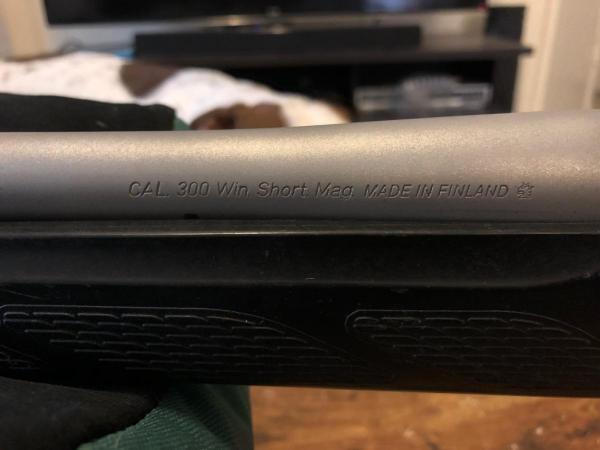 CAL. 300 Win. Short. Mag. MADE IN FINLAND